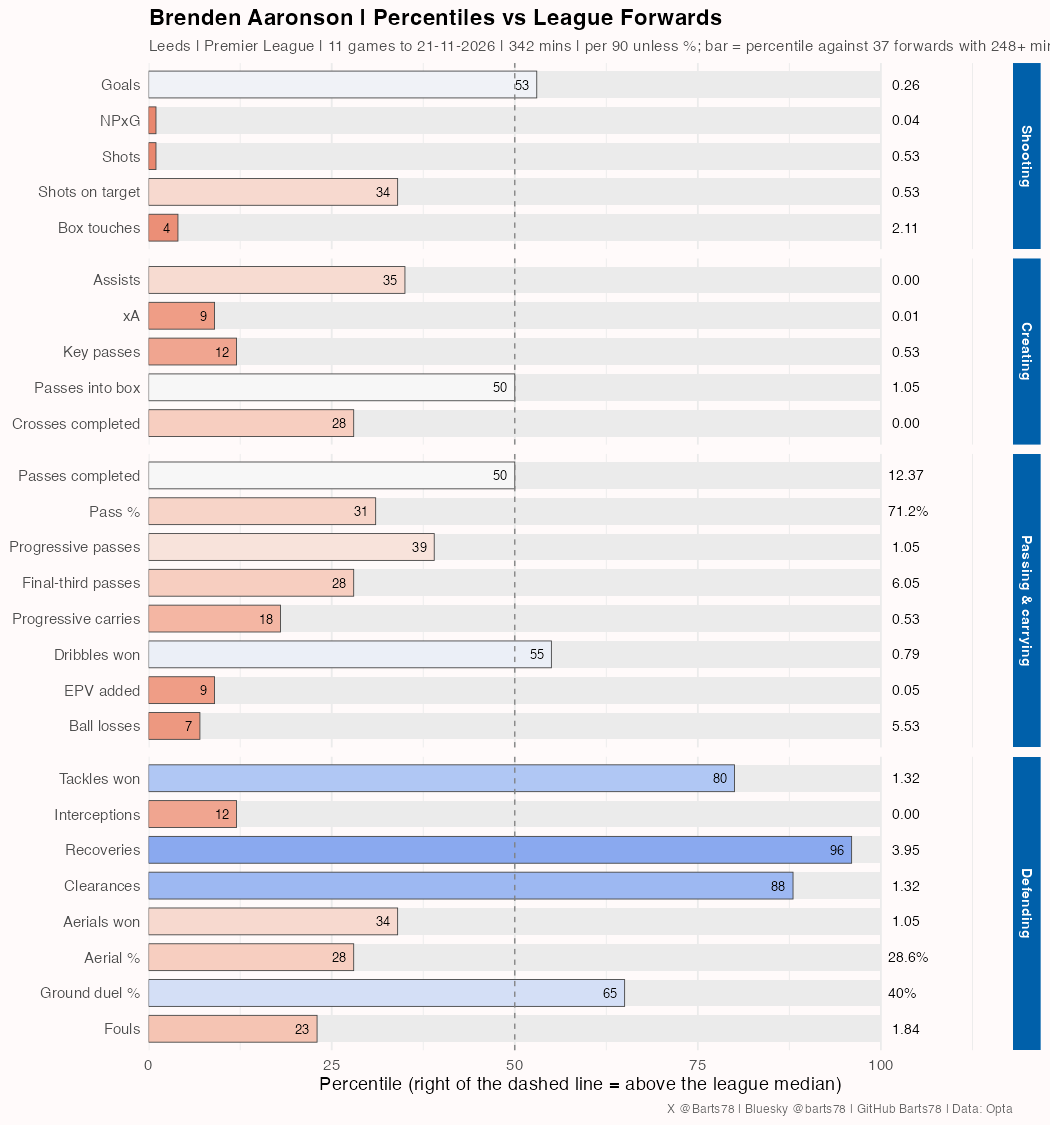 Brenden Aaronson | Percentiles vs League Forwards
Leeds | Premier League | 11 games to 21-11-2026 | 342 mins | per 90 unless %; bar = percentile against 37 forwards with 248+
Shooting
Goals 53 0.26
NPxG 0.04
Shots 0.53
Shots on target 34 0.53
Box touches 4 2.11
Creating
Assists 35 0.00
xA 9 0.01
Key passes 12 0.53
Passes into box 50 1.05
Crosses completed 28 0.00
Passing & carrying
Passes completed 50 12.37
Pass % 31 71.2%
Progressive passes 39 1.05
Final-third passes 28 6.05
Progressive carries 18 0.53
Dribbles won 55 0.79
EPV added 9 0.05
Ball losses 7 5.53
Defending
Tackles won 80 1.32
Interceptions 12 0.00
Recoveries 96 3.95
Clearances 88 1.32
Aerials won 34 1.05
Aerial % 28 28.6%
Ground duel % 65 40%
Fouls 23 1.84
0 25 50 75 100
Percentile (right of the dashed line = above the league median)
X @Barts78 | Bluesky @barts78 | GitHub Barts78 | Data: Opta